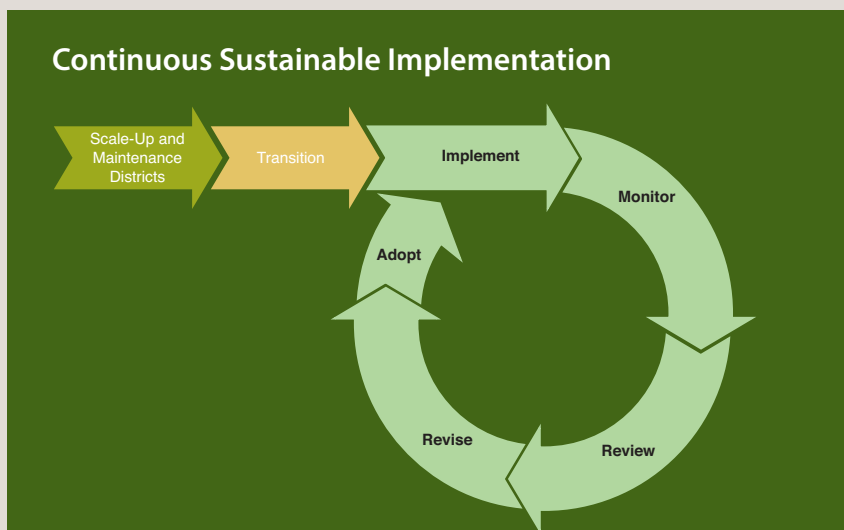 Continuous Sustainable Implementation
Scale-Up and
Maintenance
Districts
Transition
Implement
Monitor
Adopt
Revise
Review